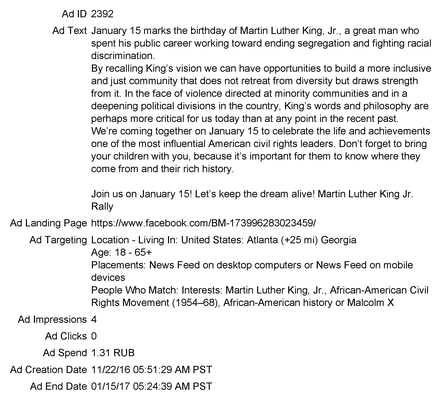 Ad ID 2392
Ad Text January 15 marks the birthday of Martin Luther King, Jr., a great man who
spent his public career working toward ending segregation and fighting racial
discrimination.
By recalling King's vision we can have opportunities to build a more inclusive
and just community that does not retreat from diversity but draws strength
from it. In the face of violence directed at minority communities and in a
deepening political divisions in the country, King's words and philosophy are
perhaps more critical for us today than at any point in the recent past.
We're coming together on January 15 to celebrate the life and achievements
one of the most influential American civil rights leaders. Don't forget to bring
your children with you, because it's important for them to know where they
come from and their rich history.
Join us on January 15! Let's keep the dream alive! Martin Luther King Jr.
Rally
Ad Landing Page https://www.facebook.com/BM-173996283023459/
Ad Targeting Location - Living In: United States: Atlanta (+25 mi) Georgia
Age: 18 - 65+
Placements: News Feed on desktop computers or News Feed on mobile
devices
People Who Match: Interests: Martin Luther King, Jr., African-American Civil
Rights Movement (1954–68), African-American history or Malcolm X
Ad Impressions 4
Ad Clicks 0
Ad Spend 1.31 RUB
Ad Creation Date 11/22/16 05:51:29 AM PST
Ad End Date 01/15/17 05:24:39 AM PST